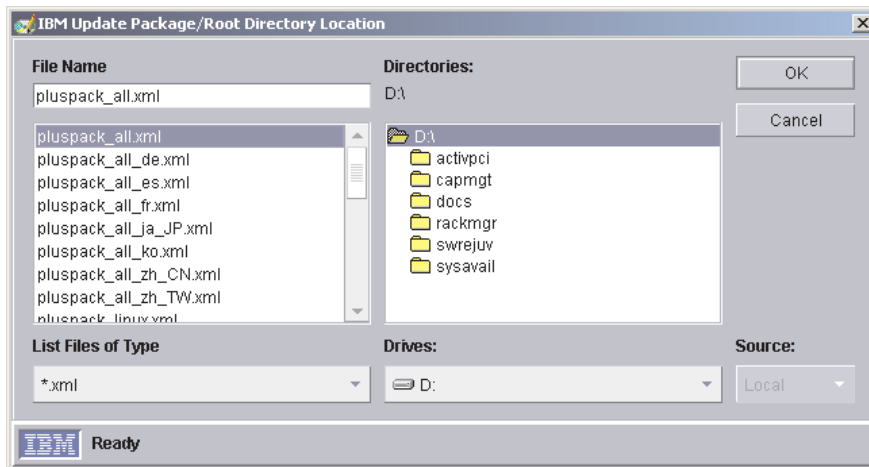 IBM Update Package/Root Directory Location
File Name
pluspack_all.xml
pluspack_all.xml
pluspack_all_de.xml
pluspack_all_es.xml
pluspack_all_fr.xml
pluspack_all_ja_JP.xml
pluspack_all_ko.xml
pluspack_all_zh_CN.xml
pluspack_all_zh_TW.xml
pluspack_linux.xml
List Files of Type
*.xml
Directories:
D:\
D:\
activpci
capmgt
docs
rackmgr
swrejuv
sysavail
Drives:
D:
OK
Cancel
Source:
Local
IBM
Ready